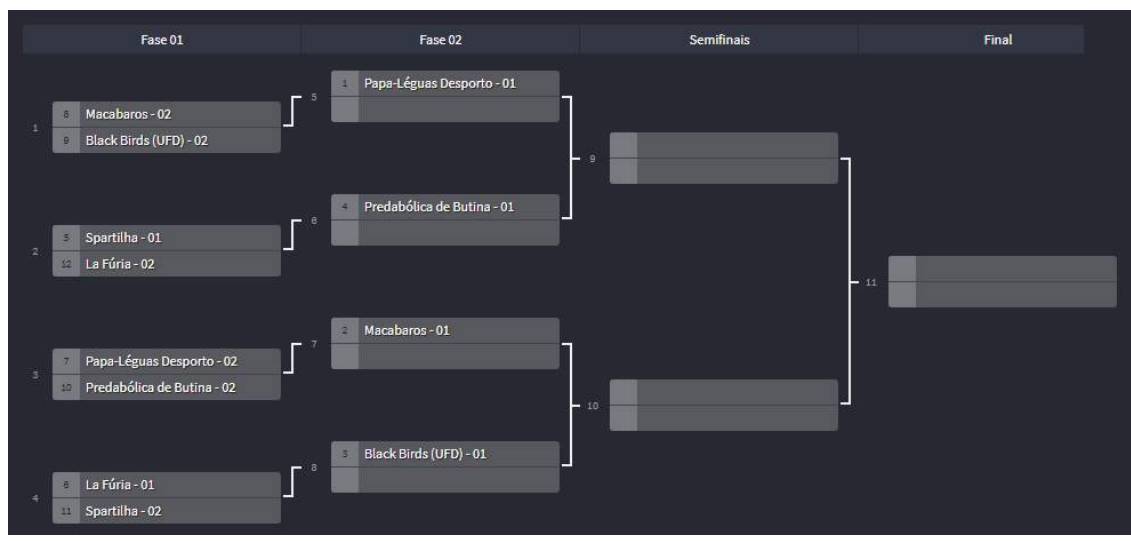 Fase 01
Fase 02
Semifinais
Final
1
8 Macabaros - 02
9 Black Birds (UFD) - 02
2
5 Spartilha - 01
12 La Fúria - 02
3
7 Papa-Léguas Desporto - 02
10 Predabólica de Butina - 02
4
6 La Fúria - 01
11 Spartilha - 02
5
1 Papa-Léguas Desporto - 01
6
4 Predabólica de Butina - 01
7
2 Macabaros - 01
8
3 Black Birds (UFD) - 01
9
10
11